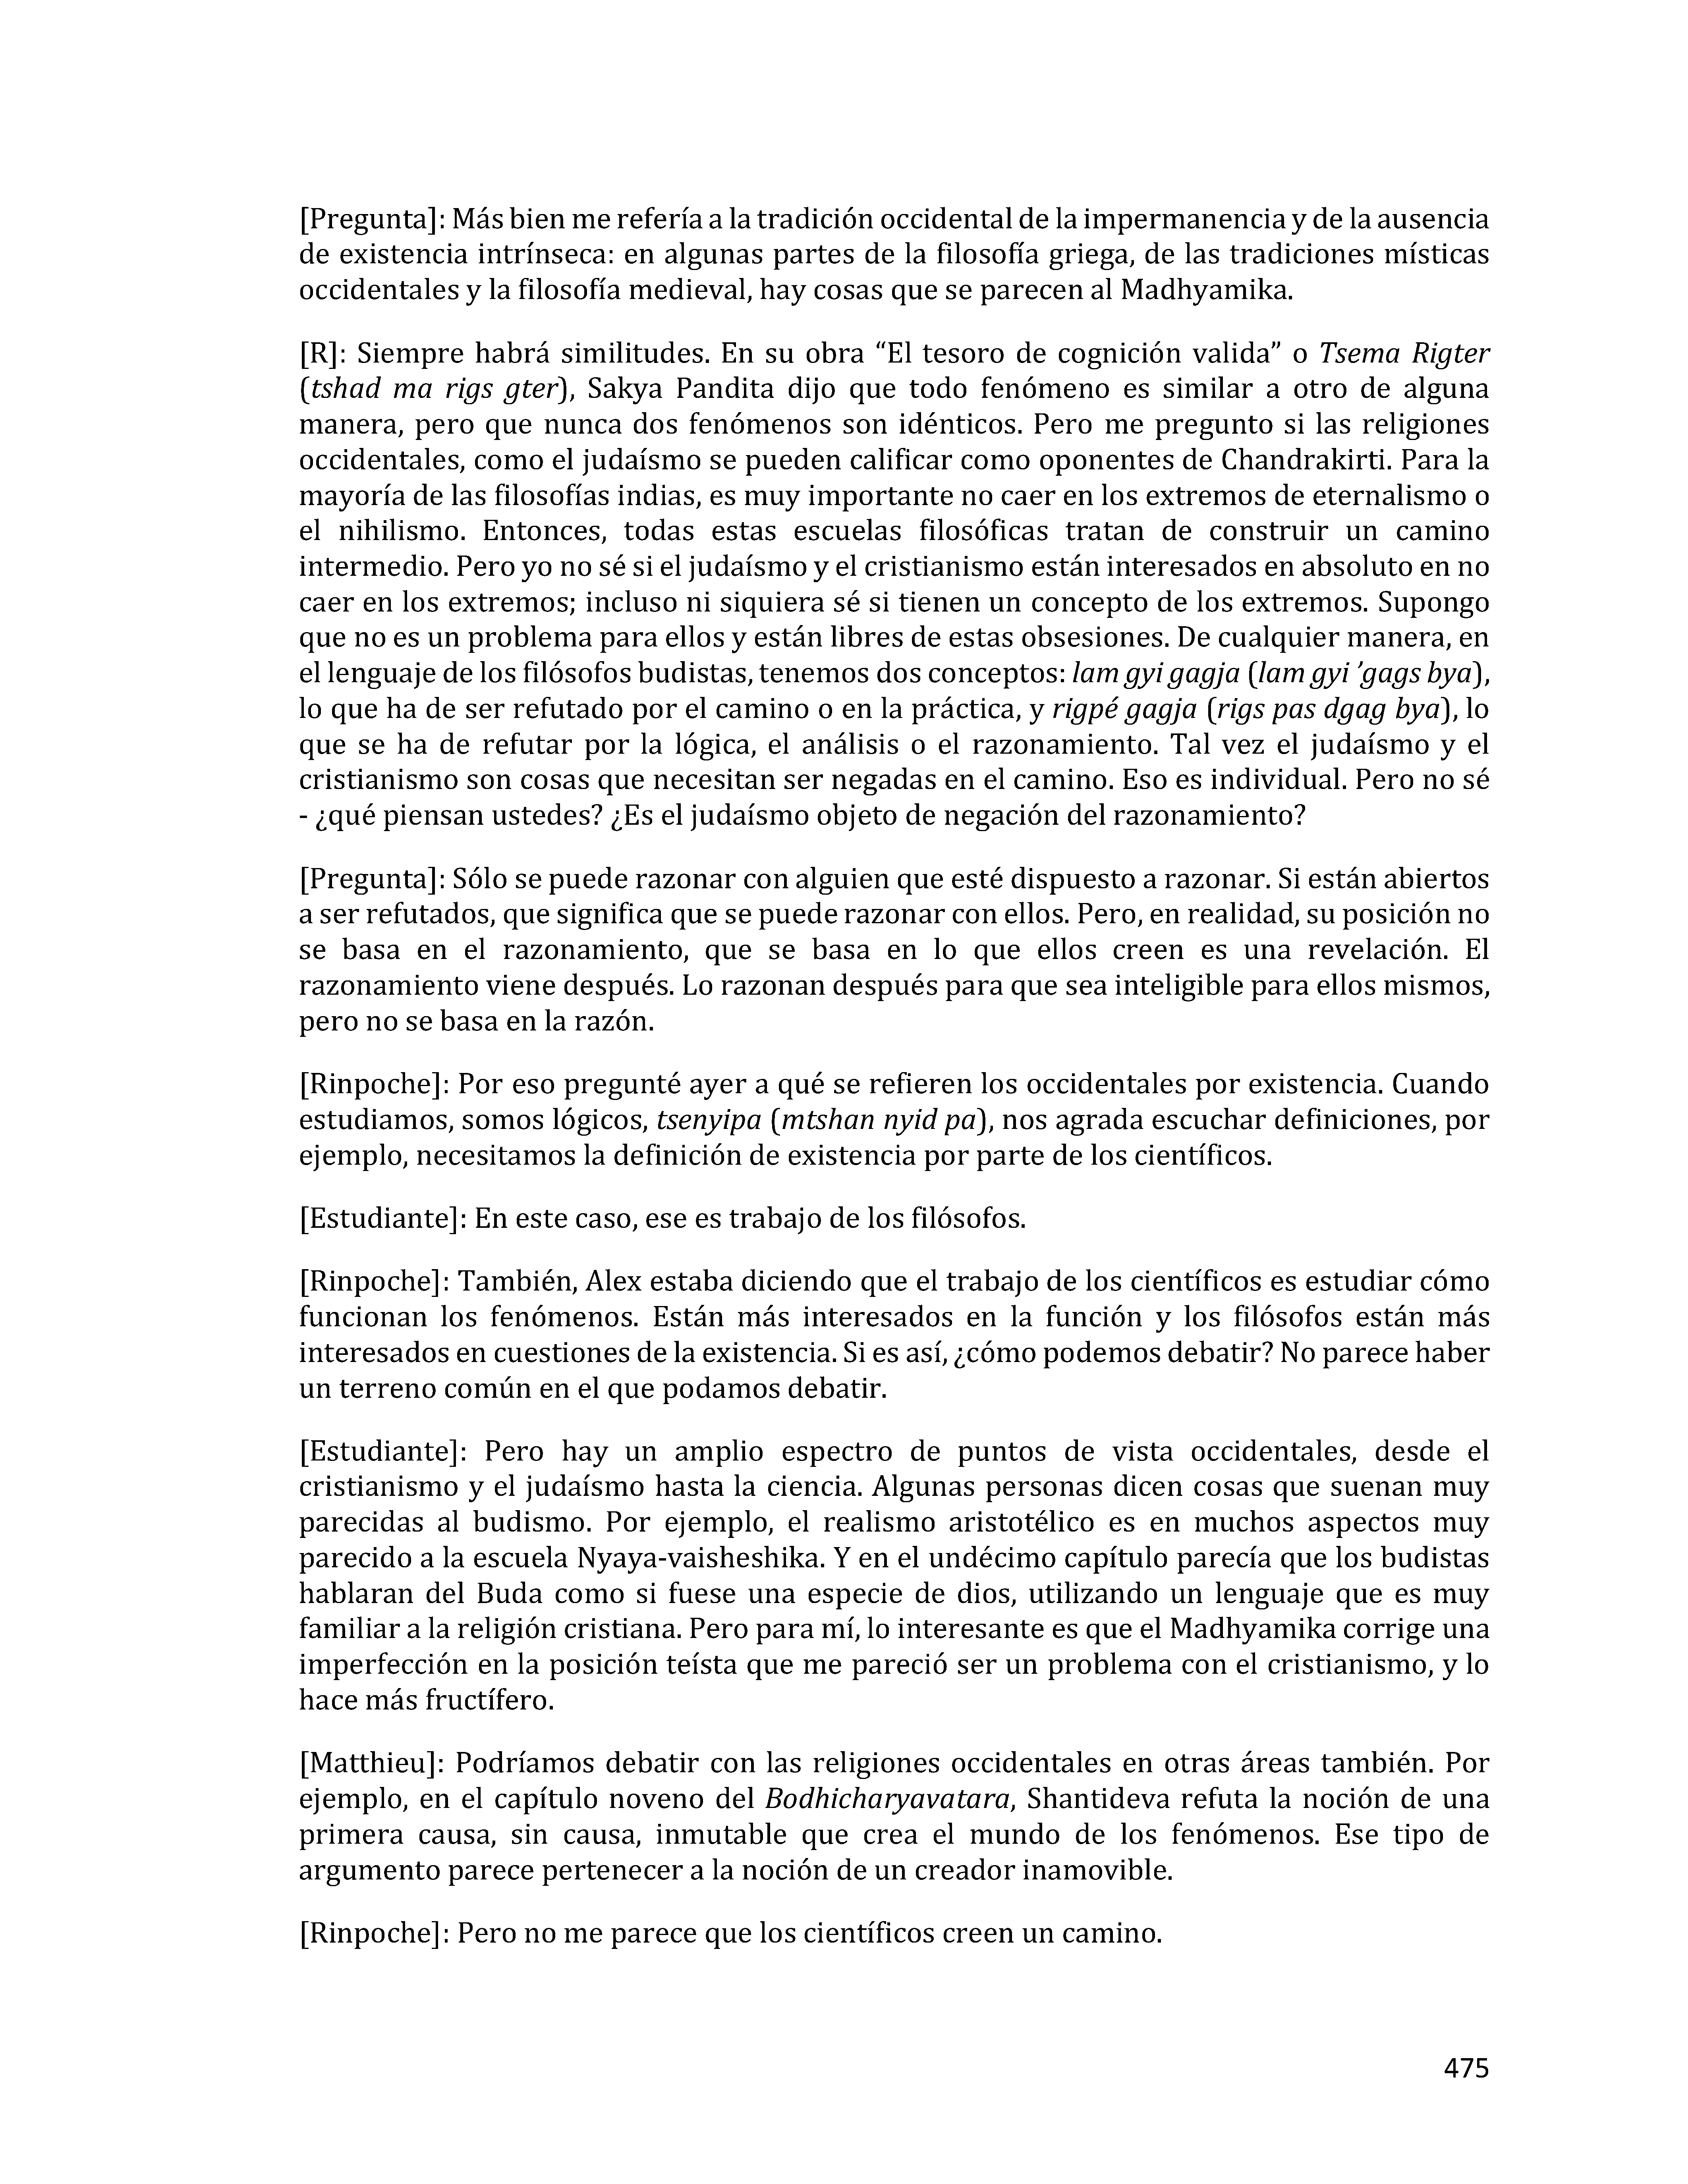 [Pregunta]: Más bien me refería a la tradición occidental de la impermanencia y de la ausencia
de existencia intrínseca: en algunas partes de la filosofía griega, de las tradiciones místicas
occidentales y la filosofía medieval, hay cosas que se parecen al Madhyamika.
[R]: Siempre habrá similitudes. En su obra “El tesoro de cognición valida” o Tsema Rigter
(tshad ma rigs gter), Sakya Pandita dijo que todo fenómeno es similar a otro de alguna
manera, pero que nunca dos fenómenos son idénticos. Pero me pregunto si las religiones
occidentales, como el judaísmo se pueden calificar como oponentes de Chandrakirti. Para la
mayoría de las filosofías indias, es muy importante no caer en los extremos de eternalismo o
el nihilismo. Entonces, todas estas escuelas filosóficas tratan de construir un camino
intermedio. Pero yo no sé si el judaísmo y el cristianismo están interesados en absoluto en no
caer en los extremos; incluso ni siquiera sé si tienen un concepto de los extremos. Supongo
que no es un problema para ellos y están libres de estas obsesiones. De cualquier manera, en
el lenguaje de los filósofos budistas, tenemos dos conceptos: lam gyi gagja (lam gyi ’gags bya),
lo que ha de ser refutado por el camino o en la práctica, y rigpé gagja (rigs pas dgag bya), lo
que se ha de refutar por la lógica, el análisis o el razonamiento. Tal vez el judaísmo y el
cristianismo son cosas que necesitan ser negadas en el camino. Eso es individual. Pero no sé
- ¿qué piensan ustedes? ¿Es el judaísmo objeto de negación del razonamiento?
[Pregunta]: Sólo se puede razonar con alguien que esté dispuesto a razonar. Si están abiertos
a ser refutados, que significa que se puede razonar con ellos. Pero, en realidad, su posición no
se basa en el razonamiento, que se basa en lo que ellos creen es una revelación. El
razonamiento viene después. Lo razonan después para que sea inteligible para ellos mismos,
pero no se basa en la razón.
[Rinpoche]: Por eso pregunté ayer a qué se refieren los occidentales por existencia. Cuando
estudiamos, somos lógicos, tsenyipa (mtshan nyid pa), nos agrada escuchar definiciones, por
ejemplo, necesitamos la definición de existencia por parte de los científicos.
[Estudiante]: En este caso, ese es trabajo de los filósofos.
[Rinpoche]: También, Alex estaba diciendo que el trabajo de los científicos es estudiar cómo
funcionan los fenómenos. Están más interesados en la función y los filósofos están más
interesados en cuestiones de la existencia. Si es así, ¿cómo podemos debatir? No parece haber
un terreno común en el que podamos debatir.
[Estudiante]: Pero hay un amplio espectro de puntos de vista occidentales, desde el
cristianismo y el judaísmo hasta la ciencia. Algunas personas dicen cosas que suenan muy
parecidas al budismo. Por ejemplo, el realismo aristotélico es en muchos aspectos muy
parecido a la escuela Nyaya-vaisheshika. Y en el undécimo capítulo parecía que los budistas
hablaran del Buda como si fuese una especie de dios, utilizando un lenguaje que es muy
familiar a la religión cristiana. Pero para mí, lo interesante es que el Madhyamika corrige una
imperfección en la posición teísta que me pareció ser un problema con el cristianismo, y lo
hace más fructífero.
[Matthieu]: Podríamos debatir con las religiones occidentales en otras áreas también. Por
ejemplo, en el capítulo noveno del Bodhicharyavatara, Shantideva refuta la noción de una
primera causa, sin causa, inmutable que crea el mundo de los fenómenos. Ese tipo de
argumento parece pertenecer a la noción de un creador inamovible.
[Rinpoche]: Pero no me parece que los científicos creen un camino.
475